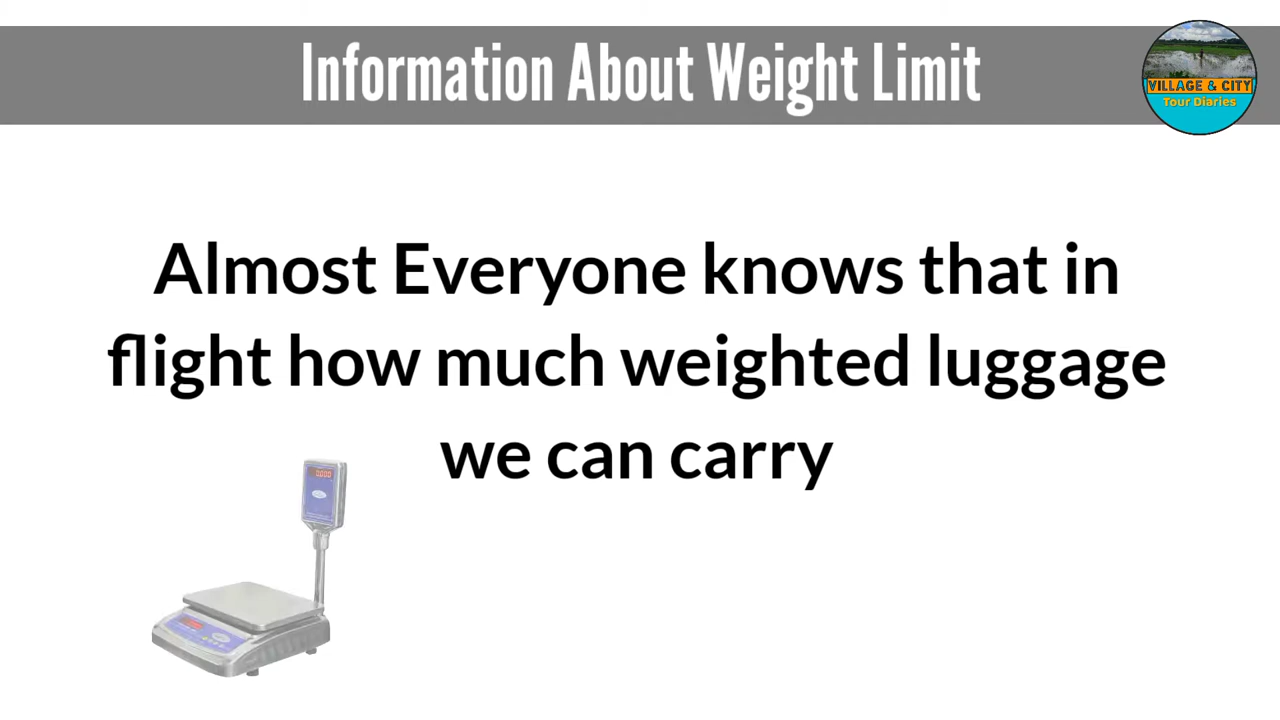 Information About Weight Limit
VILLAGE & CITY
Tour Diaries
Almost Everyone knows that in
flight how much weighted luggage
we can carry